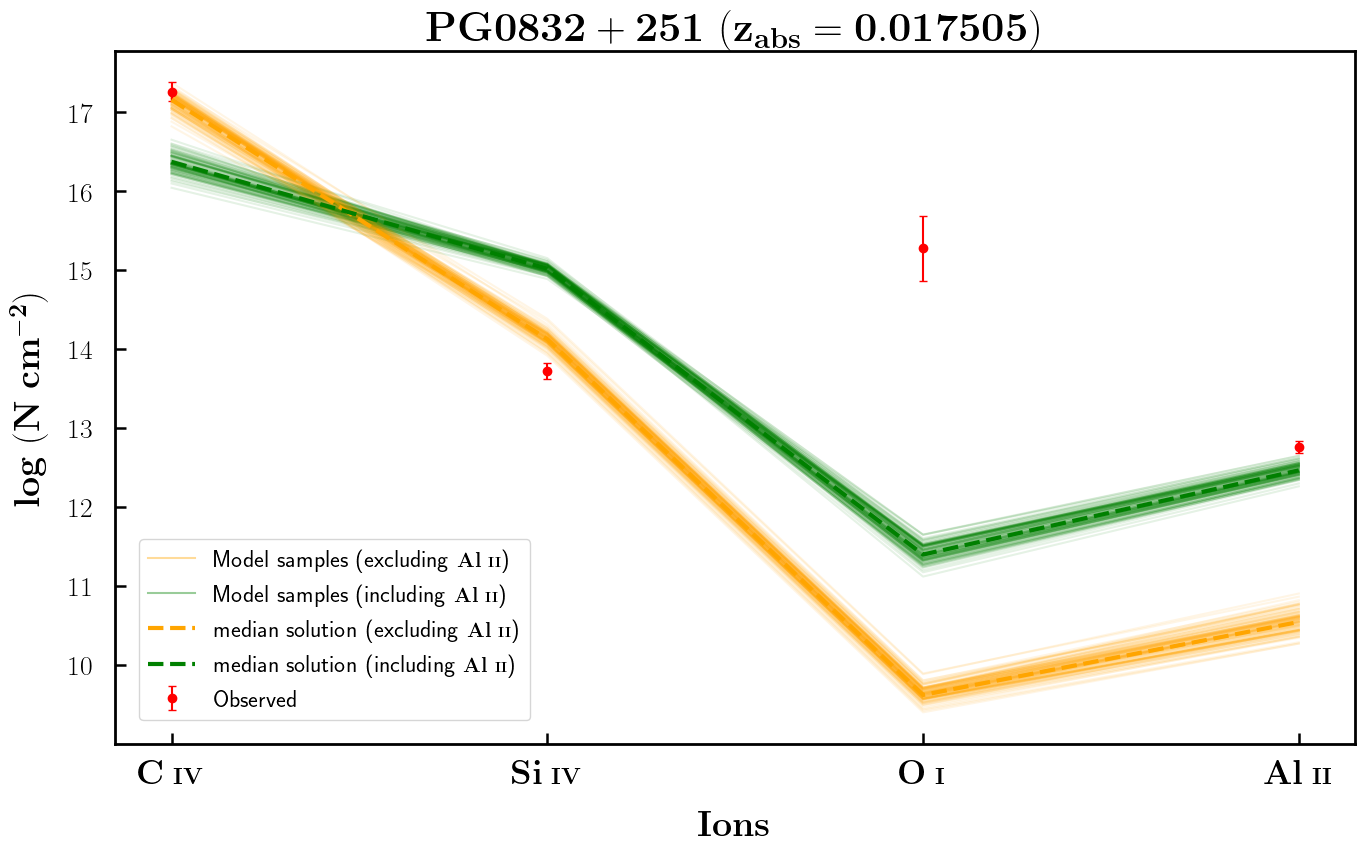 PG0832 + 251 (z_abs = 0.017505)
log (N cm⁻²)
17
16
15
14
13
12
11
10
Model samples (excluding Al II)
Model samples (including Al II)
median solution (excluding Al II)
median solution (including Al II)
Observed
C IV Si IV O I Al II
Ions